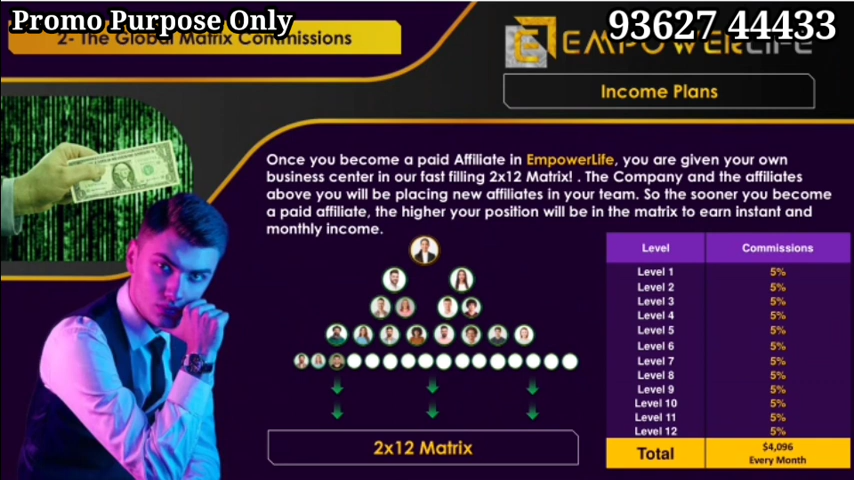 Promo Purpose Only
93627 44433
2- The Global Matrix Commissions
EMPOWERLIFE
Income Plans
Once you become a paid Affiliate in EmpowerLife, you are given your own
business center in our fast filling 2x12 Matrix! . The Company and the affiliates
above you will be placing new affiliates in your team. So the sooner you become
a paid affiliate, the higher your position will be in the matrix to earn instant and
monthly income.
Level Commissions
Level 1 5%
Level 2 5%
Level 3 5%
Level 4 5%
Level 5 5%
Level 6 5%
Level 7 5%
Level 8 5%
Level 9 5%
Level 10 5%
Level 11 5%
Level 12 5%
Total $4,096
Every Month
2x12 Matrix